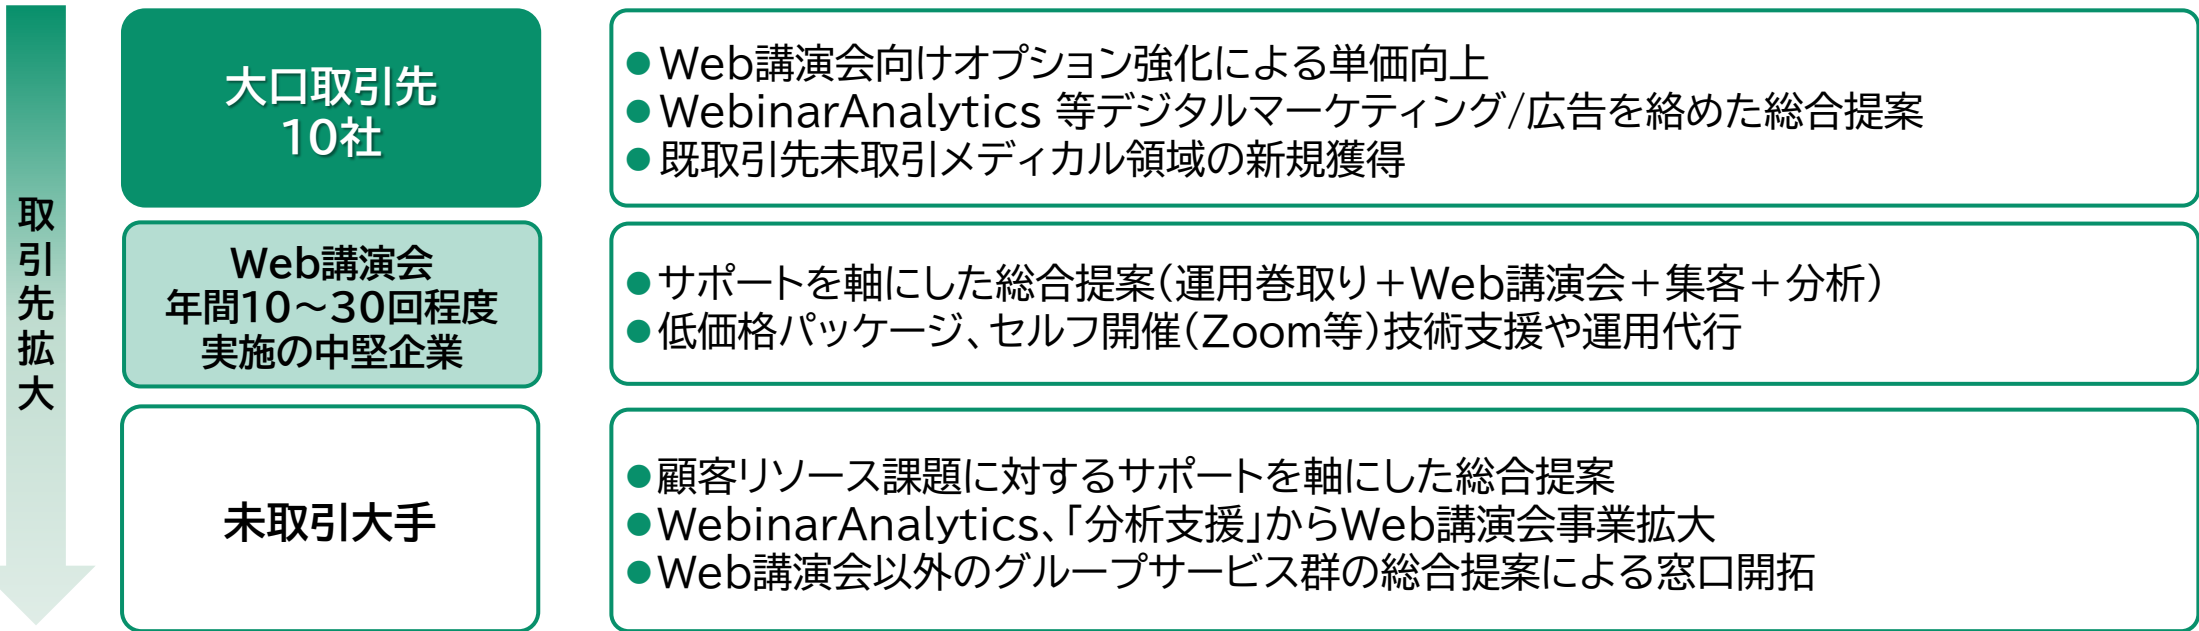 取引先拡大
大口取引先
10社
●Web講演会向けオプション強化による単価向上
●WebinarAnalytics 等デジタルマーケティング/広告を絡めた総合提案
●既取引先未取引メディカル領域の新規獲得
Web講演会
年間10～30回程度
実施の中堅企業
●サポートを軸にした総合提案（運用巻取り＋Web講演会＋集客＋分析）
●低価格パッケージ、セルフ開催（Zoom等）技術支援や運用代行
未取引大手
●顧客リソース課題に対するサポートを軸にした総合提案
●WebinarAnalytics、「分析支援」からWeb講演会事業拡大
●Web講演会以外のグループサービス群の総合提案による窓口開拓